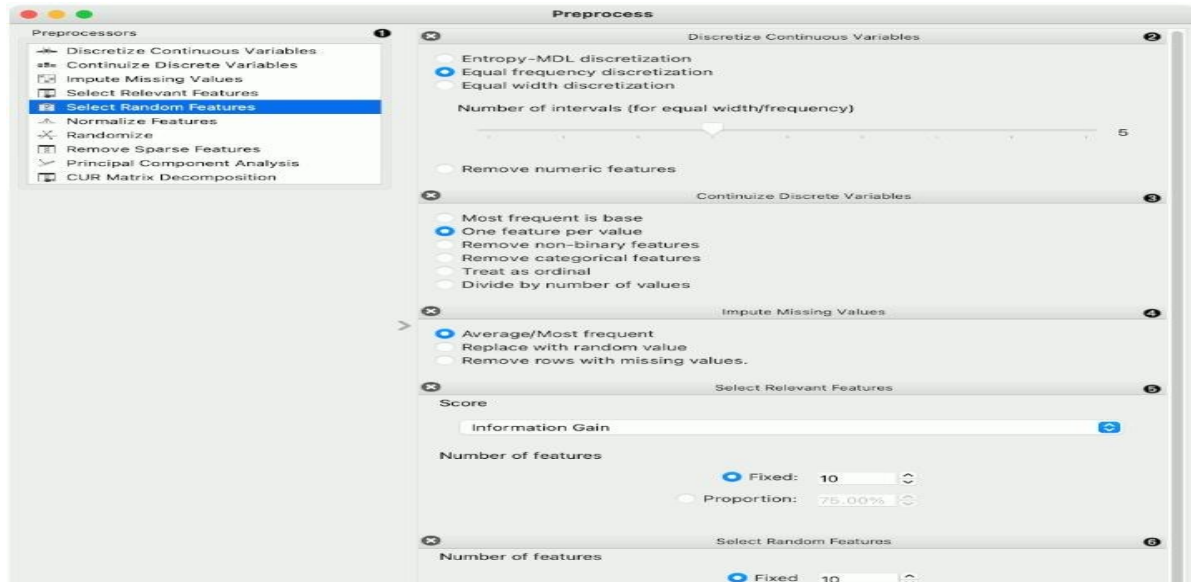 Preprocess
Preprocessors 1
Discretize Continuous Variables
Continuize Discrete Variables
Impute Missing Values
Select Relevant Features
Select Random Features
Normalize Features
Randomize
Remove Sparse Features
Principal Component Analysis
CUR Matrix Decomposition
Discretize Continuous Variables 2
Entropy-MDL discretization
Equal frequency discretization
Equal width discretization
Number of intervals (for equal width/frequency)
5
Remove numeric features
Continuize Discrete Variables 3
Most frequent is base
One feature per value
Remove non-binary features
Remove categorical features
Treat as ordinal
Divide by number of values
Impute Missing Values 4
Average/Most frequent
Replace with random value
Remove rows with missing values.
Select Relevant Features 5
Score
Information Gain
Number of features
Fixed: 10
Proportion: 75.00%
Select Random Features 6
Number of features
Fixed 10